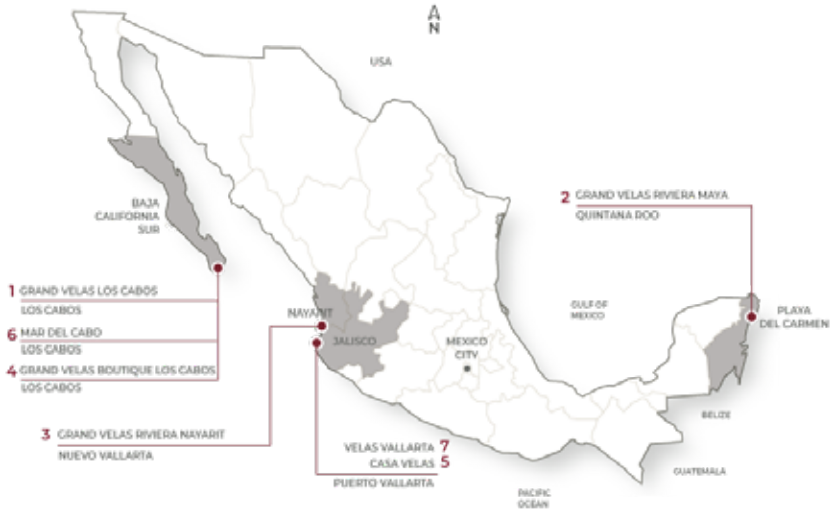 N
USA
BAJA
CALIFORNIA
SUR
2 GRAND VELAS RIVIERA MAYA
QUINTANA ROO
1 GRAND VELAS LOS CABOS
LOS CABOS
6 MAR DEL CABO
LOS CABOS
4 GRAND VELAS BOUTIQUE LOS CABOS
LOS CABOS
NAYARIT
JALISCO
MEXICO
CITY
GULF OF
MEXICO
PLAYA
DEL CARMEN
BELIZE
3 GRAND VELAS RIVIERA NAYARIT
NUEVO VALLARTA
VELAS VALLARTA 7
CASA VELAS 5
PUERTO VALLARTA
GUATEMALA
PACIFIC
OCEAN